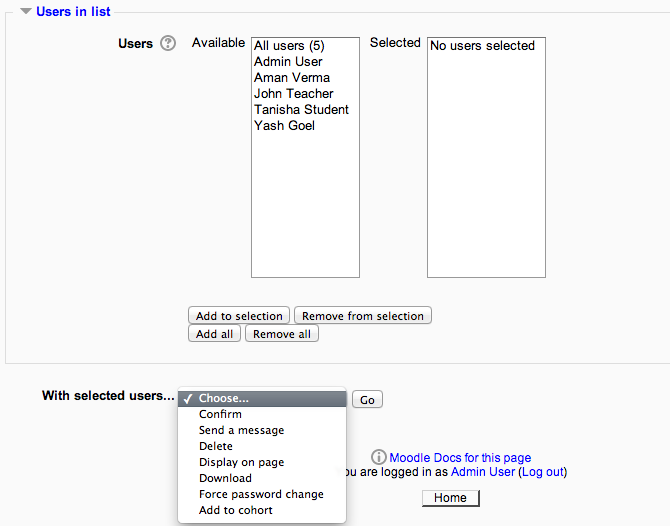 Users in list
Users ? Available Selected
All users (5)
Admin User
Aman Verma
John Teacher
Tanisha Student
Yash Goel
No users selected
Add to selection Remove from selection
Add all Remove all
With selected users... ✓ Choose... Go
Confirm
Send a message
Delete
Display on page
Download
Force password change
Add to cohort
i Moodle Docs for this page
ou are logged in as Admin User (Log out)
Home